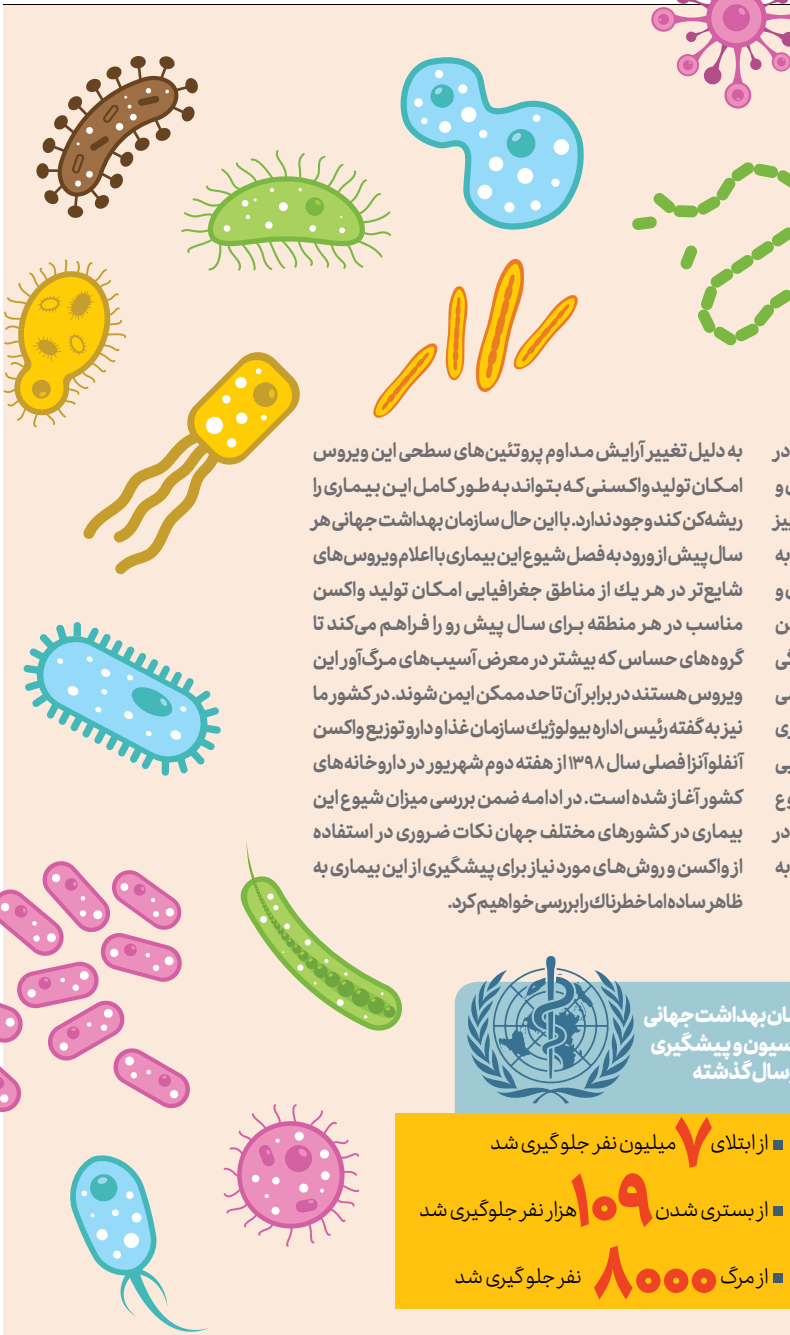 به دلیل تغییر آرایش مداوم پروتئین‌های سطحی این ویروس
امکان تولید واکسنی که بتواند به طور کامل این بیماری را
ریشه‌کن کند وجود ندارد. با این حال سازمان بهداشت جهانی هر
سال پیش از ورود به فصل شیوع این بیماری با اعلام ویروس‌های
شایع‌تر در هر یك از مناطق جغرافیایی امکان تولید واکسن
مناسب در هر منطقه برای سال پیش رو را فراهم می‌کند تا
گروه‌های حساس که بیشتر در معرض آسیب‌های مرگ‌آور این
ویروس هستند در برابر آن تا حد ممکن ایمن شوند. در کشور ما
نیز به گفته رئیس اداره بیولوژیك سازمان غذا و دارو توزیع واکسن
آنفلوآنزا فصلی سال ۱۳۹۸ از هفته دوم شهریور در داروخانه‌های
کشور آغاز شده است. در ادامه ضمن بررسی میزان شیوع این
بیماری در کشورهای مختلف جهان نکات ضروری در استفاده
از واکسن و روش‌های مورد نیاز برای پیشگیری از این بیماری به
ظاهر ساده اما خطرناك را بررسی خواهیم کرد.
بهداشت جهانی
و پیشگیری
سال گذشته
از ابتلای ۷ میلیون نفر جلوگیری شد
از بستری شدن ۱۰۹ هزار نفر جلوگیری شد
از مرگ ۸۰۰۰ نفر جلوگیری شد